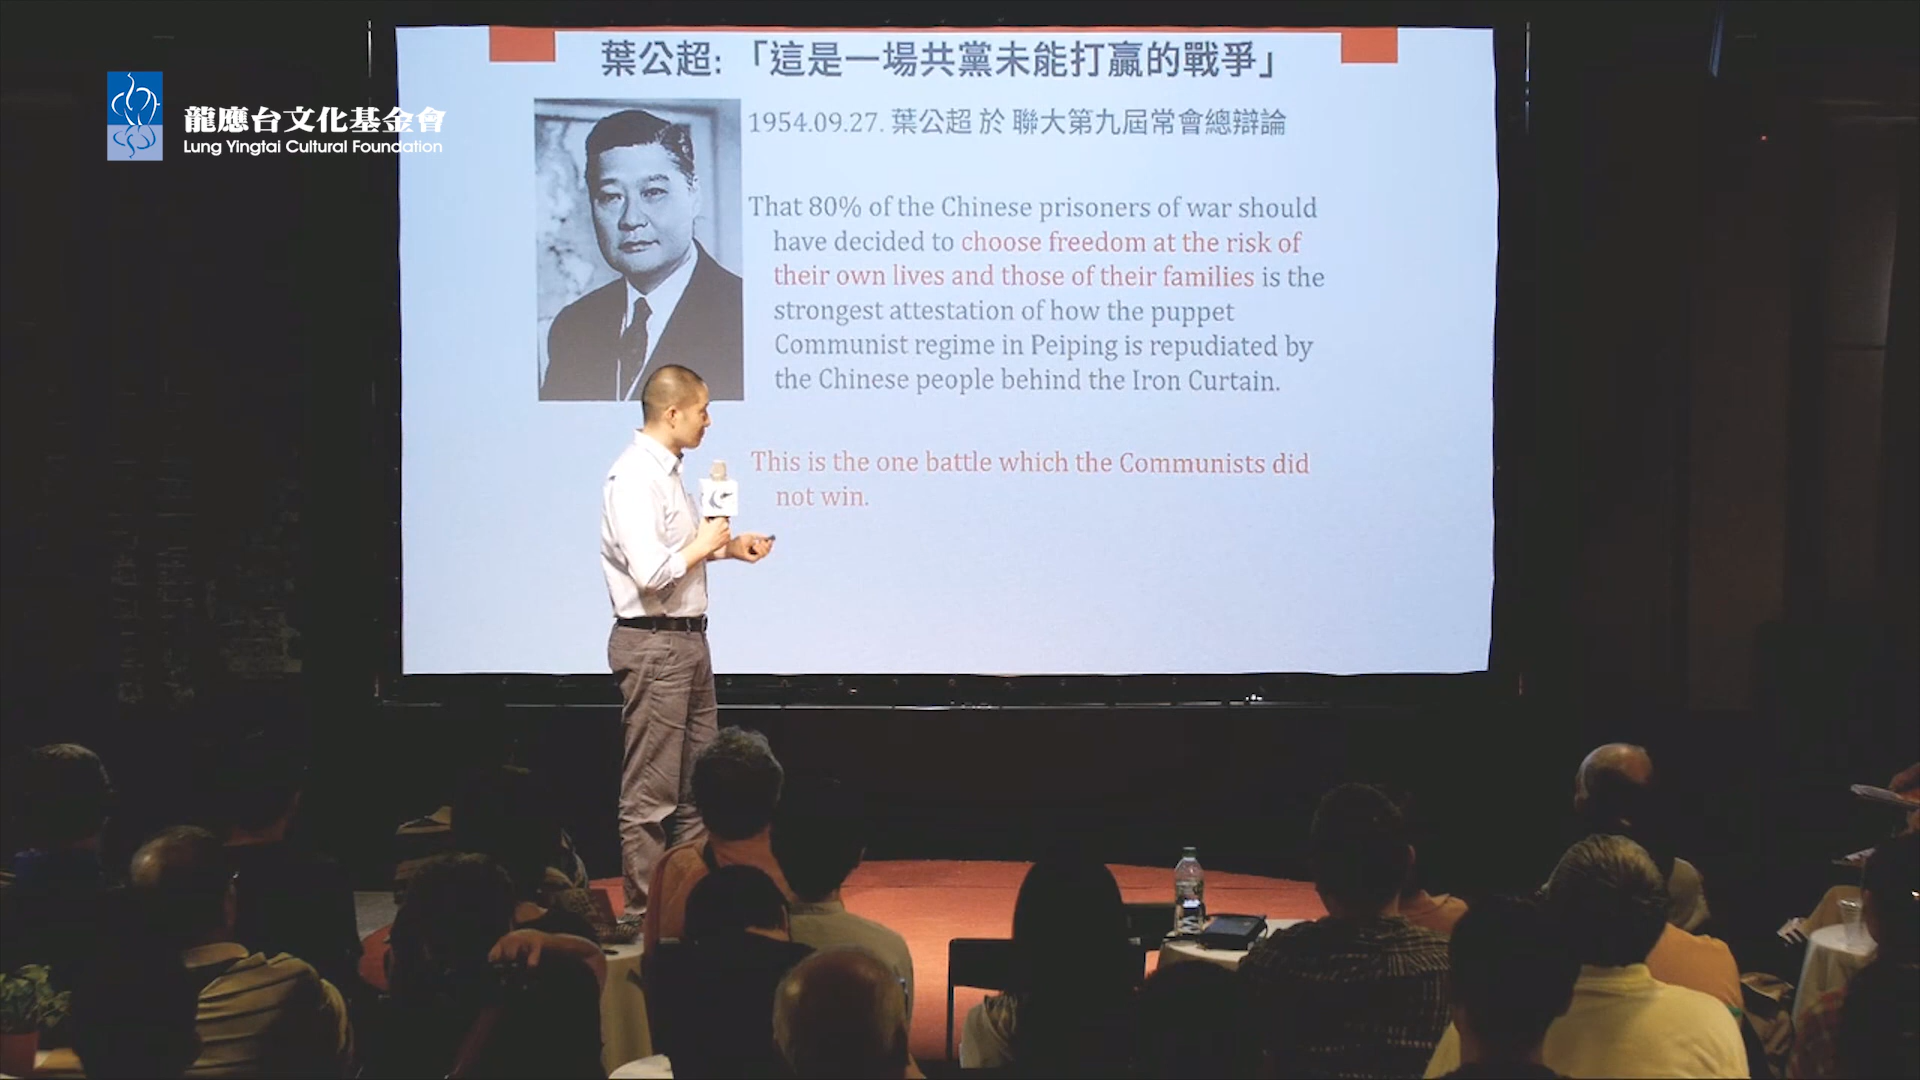 龍應台文化基金會
Lung Yingtai Cultural Foundation
葉公超:「這是一場共黨未能打贏的戰爭」
1954.09.27. 葉公超 於 聯大第九屆常會總辯論
That 80% of the Chinese prisoners of war should
have decided to choose freedom at the risk of
their own lives and those of their families is the
strongest attestation of how the puppet
Communist regime in Peiping is repudiated by
the Chinese people behind the Iron Curtain.
This is the one battle which the Communists did
not win.